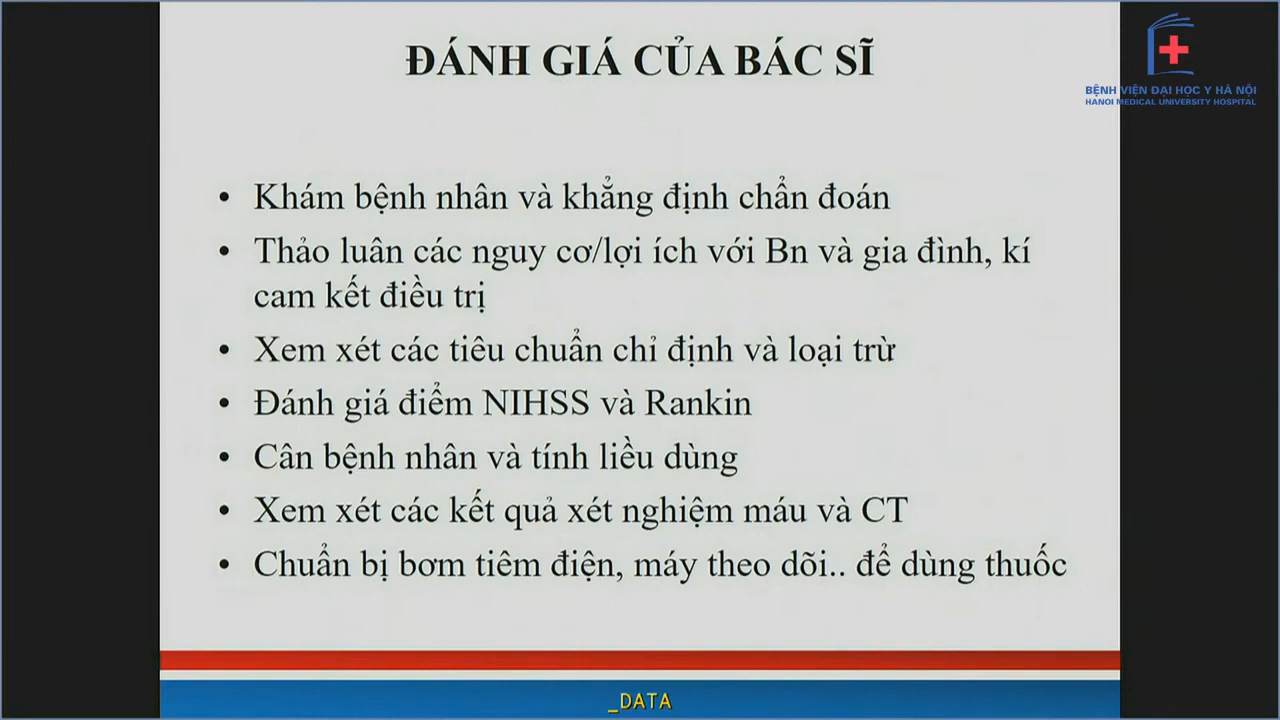 ĐÁNH GIÁ CỦA BÁC SĨ
BỆNH VIỆN ĐẠI HỌC Y HÀ NỘI
HANOI MEDICAL UNIVERSITY HOSPITAL
• Khám bệnh nhân và khẳng định chẩn đoán
• Thảo luân các nguy cơ/lợi ích với Bn và gia đình, kí
cam kết điều trị
• Xem xét các tiêu chuẩn chỉ định và loại trừ
• Đánh giá điểm NIHSS và Rankin
• Cân bệnh nhân và tính liều dùng
• Xem xét các kết quả xét nghiệm máu và CT
• Chuẩn bị bơm tiêm điện, máy theo dõi.. để dùng thuốc
_DATA